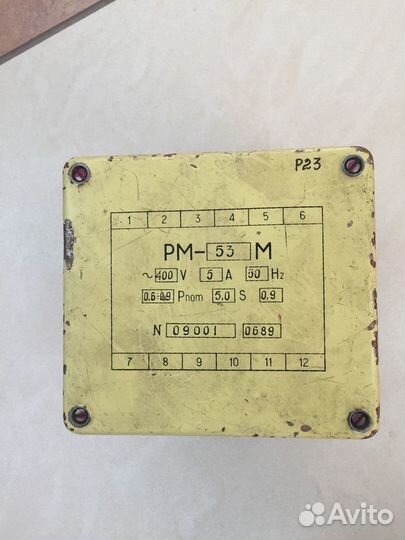 P23
1 2 3 4 5 6
PM-53 M
~400 V 5 A 50 Hz
0.6-0.9 Pnom 5.0 S 0.9
N 09001 0689
7 8 9 10 11 12
Avito